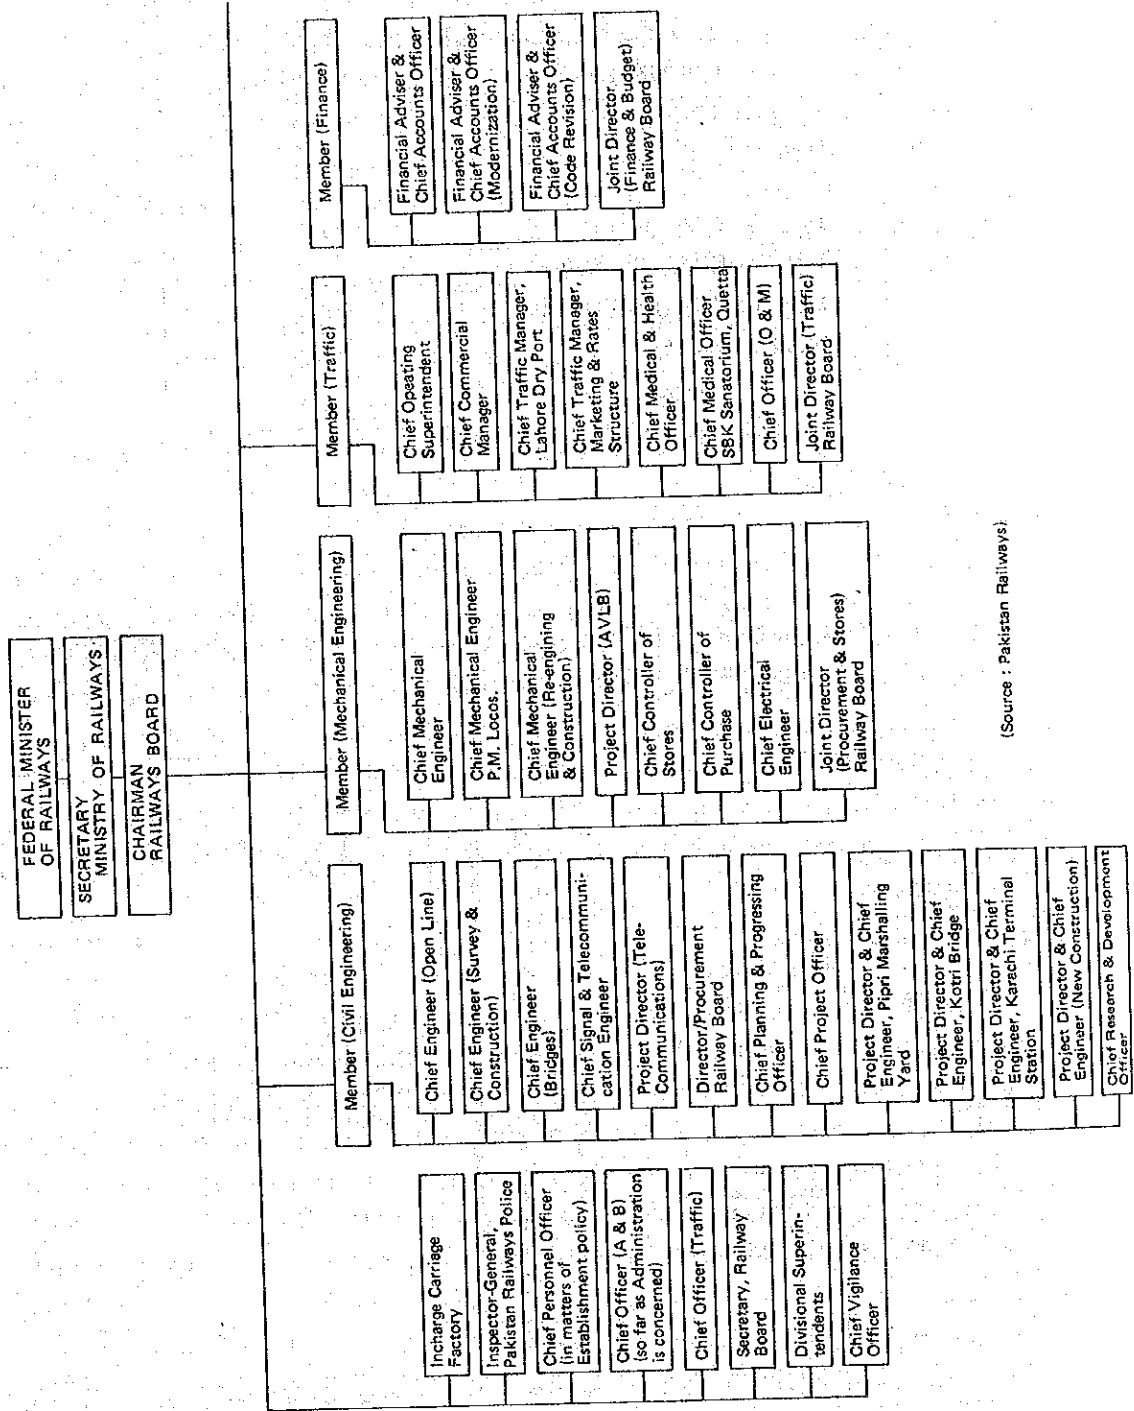 FEDERAL MINISTER
OF RAILWAYS
SECRETARY
MINISTRY OF RAILWAYS
CHAIRMAN
RAILWAYS BOARD
Incharge Carriage
Factory
Inspector-General,
Pakistan Railways Police
Chief Personnel Officer
(in matters of
Establishment policy)
Chief Officer (A & B)
(so far as Administration
is concerned)
Chief Officer (Traffic)
Secretary, Railway
Board
Divisional Superin-
tendents
Chief Vigilance
Officer
Member (Civil Engineering)
Chief Engineer (Open Line)
Chief Engineer (Survey &
Construction)
Chief Engineer
(Bridges)
Chief Signal & Telecommuni-
cation Engineer
Project Director (Tele-
Communications)
Director/Procurement
Railway Board
Chief Planning & Progressing
Officer
Chief Project Officer
Project Director & Chief
Engineer, Pipri Marshalling
Yard
Project Director & Chief
Engineer, Kotri Bridge
Project Director & Chief
Engineer, Karachi Terminal
Station
Project Director & Chief
Engineer (New Construction)
Chief Research & Development
Officer
Member (Mechanical Engineering)
Chief Mechanical
Engineer
Chief Mechanical Engineer
P.M. Locos.
Chief Mechanical
Engineer (Re-engining
& Construction)
Project Director (AVLB)
Chief Controller of
Stores
Chief Controller of
Purchase
Chief Electrical
Engineer
Joint Director
(Procurement & Stores)
Railway Board
Member (Traffic)
Chief Opeating
Superintendent
Chief Commercial
Manager
Chief Traffic Manager,
Lahore Dry Port
Chief Traffic Manager,
Marketing & Rates
Structure
Chief Medical & Health
Officer
Chief Medical Officer
SBK Sanatorium, Quetta
Chief Officer (O & M)
Joint Director (Traffic)
Railway Board
Member (Finance)
Financial Adviser &
Chief Accounts Officer
Financial Adviser &
Chief Accounts Officer
(Modernization)
Financial Adviser &
Chief Accounts Officer
(Code Revision)
Joint Director
(Finance & Budget)
Railway Board
(Source : Pakistan Railways)